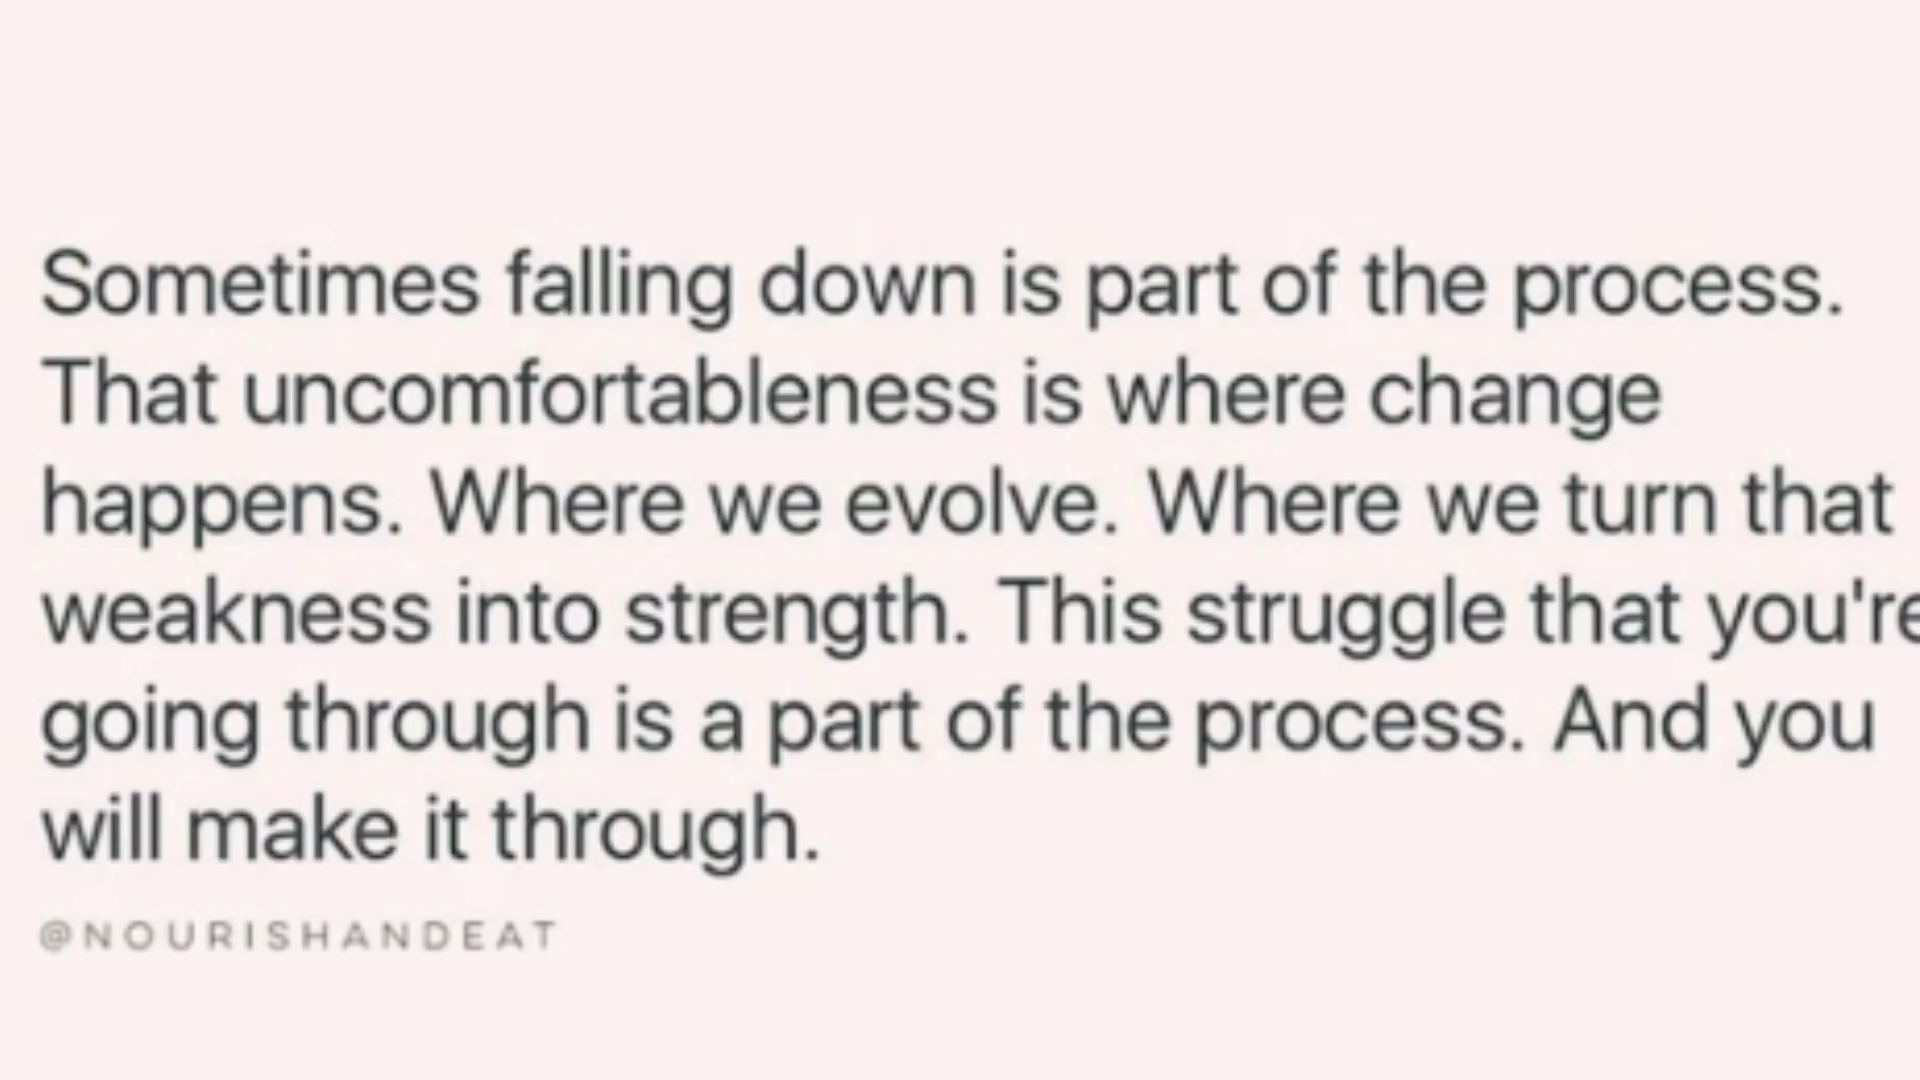 Sometimes falling down is part of the process.
That uncomfortableness is where change
happens. Where we evolve. Where we turn that
weakness into strength. This struggle that you're
going through is a part of the process. And you
will make it through.
@NOURISHANDEAT